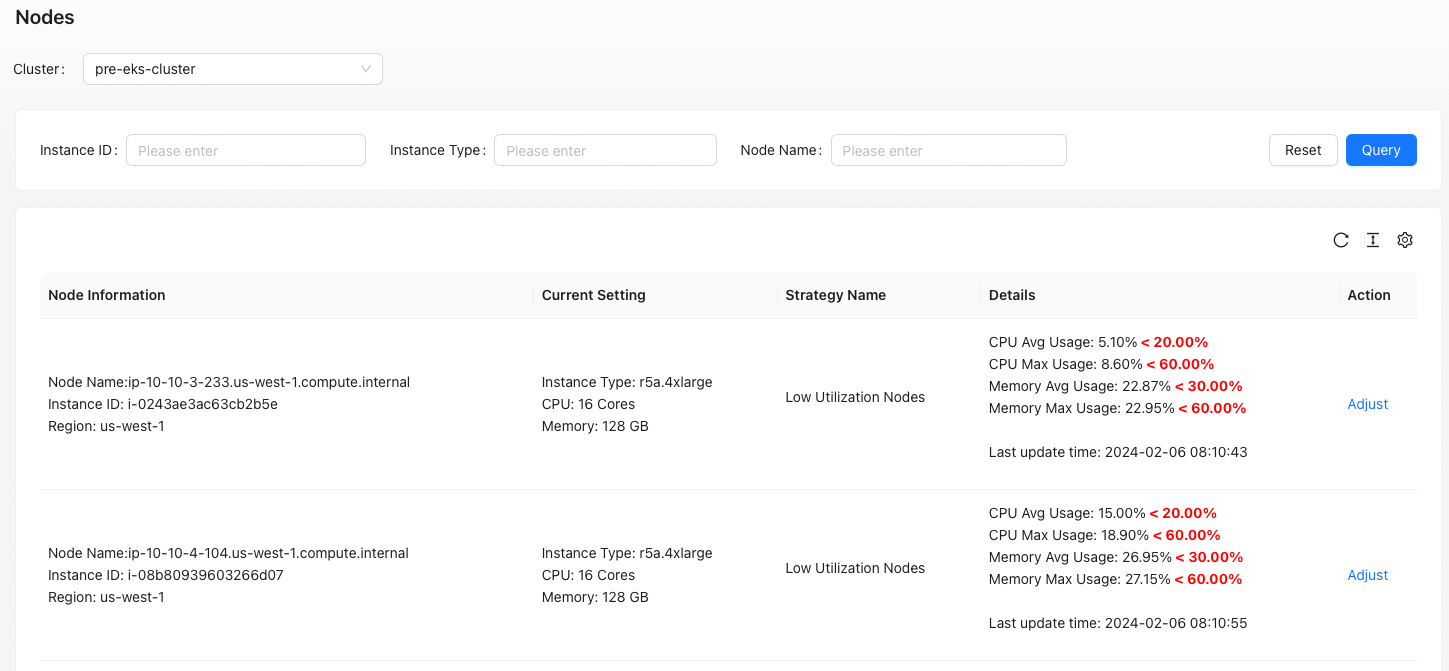 Nodes
Cluster: pre-eks-cluster
Instance ID: Please enter Instance Type: Please enter Node Name: Please enter Reset Query
Node Information Current Setting Strategy Name Details Action
Node Name:ip-10-10-3-233.us-west-1.compute.internal
Instance ID: i-0243ae3ac63cb2b5e
Region: us-west-1
Instance Type: r5a.4xlarge
CPU: 16 Cores
Memory: 128 GB
Low Utilization Nodes
CPU Avg Usage: 5.10% < 20.00%
CPU Max Usage: 8.60% < 60.00%
Memory Avg Usage: 22.87% < 30.00%
Memory Max Usage: 22.95% < 60.00%
Last update time: 2024-02-06 08:10:43
Adjust
Node Name:ip-10-10-4-104.us-west-1.compute.internal
Instance ID: i-08b80939603266d07
Region: us-west-1
Instance Type: r5a.4xlarge
CPU: 16 Cores
Memory: 128 GB
Low Utilization Nodes
CPU Avg Usage: 15.00% < 20.00%
CPU Max Usage: 18.90% < 60.00%
Memory Avg Usage: 26.95% < 30.00%
Memory Max Usage: 27.15% < 60.00%
Last update time: 2024-02-06 08:10:55
Adjust